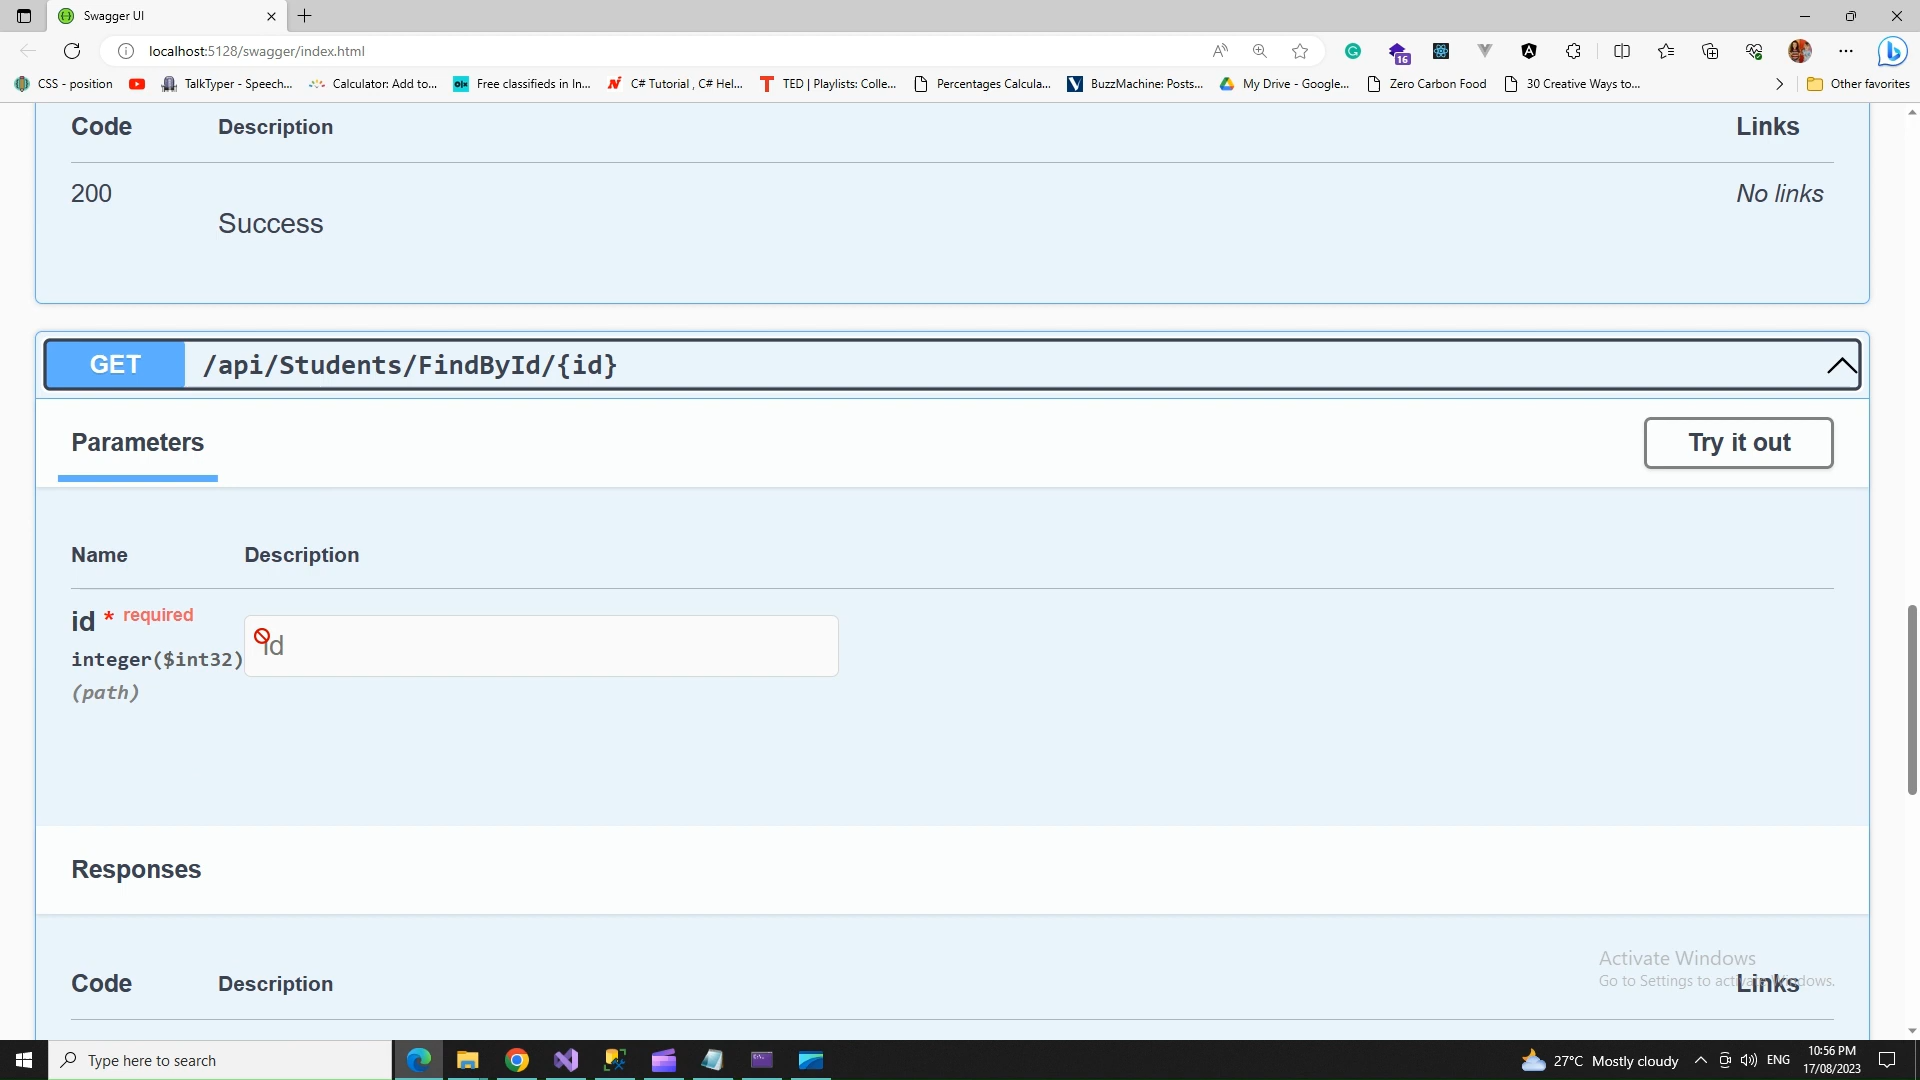 Swagger UI
localhost:5128/swagger/index.html
16
CSS - position
TalkTyper - Speech...
Calculator: Add to...
Free classifieds in In...
C# Tutorial , C# Hel...
TED | Playlists: Colle...
Percentages Calcula...
BuzzMachine: Posts...
My Drive - Google...
Zero Carbon Food
30 Creative Ways to...
Other favorites
Code Description Links
200 No links
Success
GET /api/Students/FindById/{id}
Parameters Try it out
Name Description
id * required
integer($int32)
(path)
id
Responses
Activate Windows
Go to Settings to activate Windows.
Code Description Links
Type here to search
27°C Mostly cloudy
ENG
10:56 PM
17/08/2023